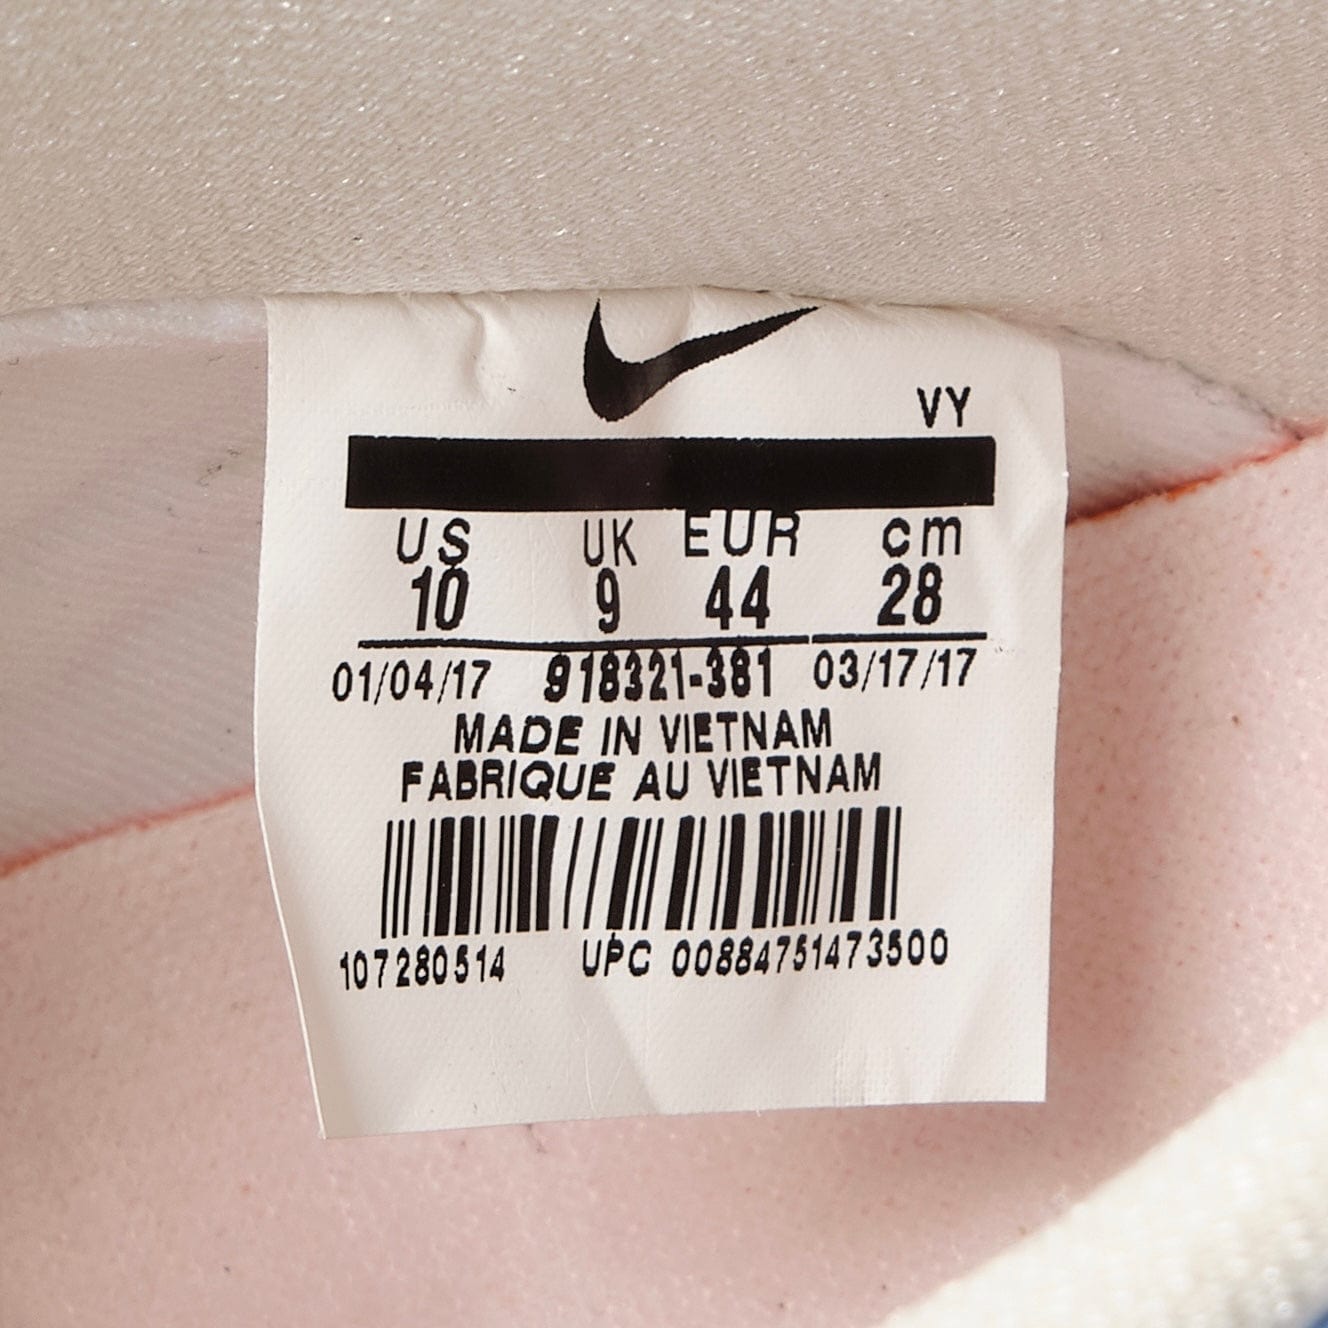 VY
US UK EUR cm
10 9 44 28
01/04/17 918321-381 03/17/17
MADE IN VIETNAM
FABRIQUE AU VIETNAM
107280514 UPC 00884751473500